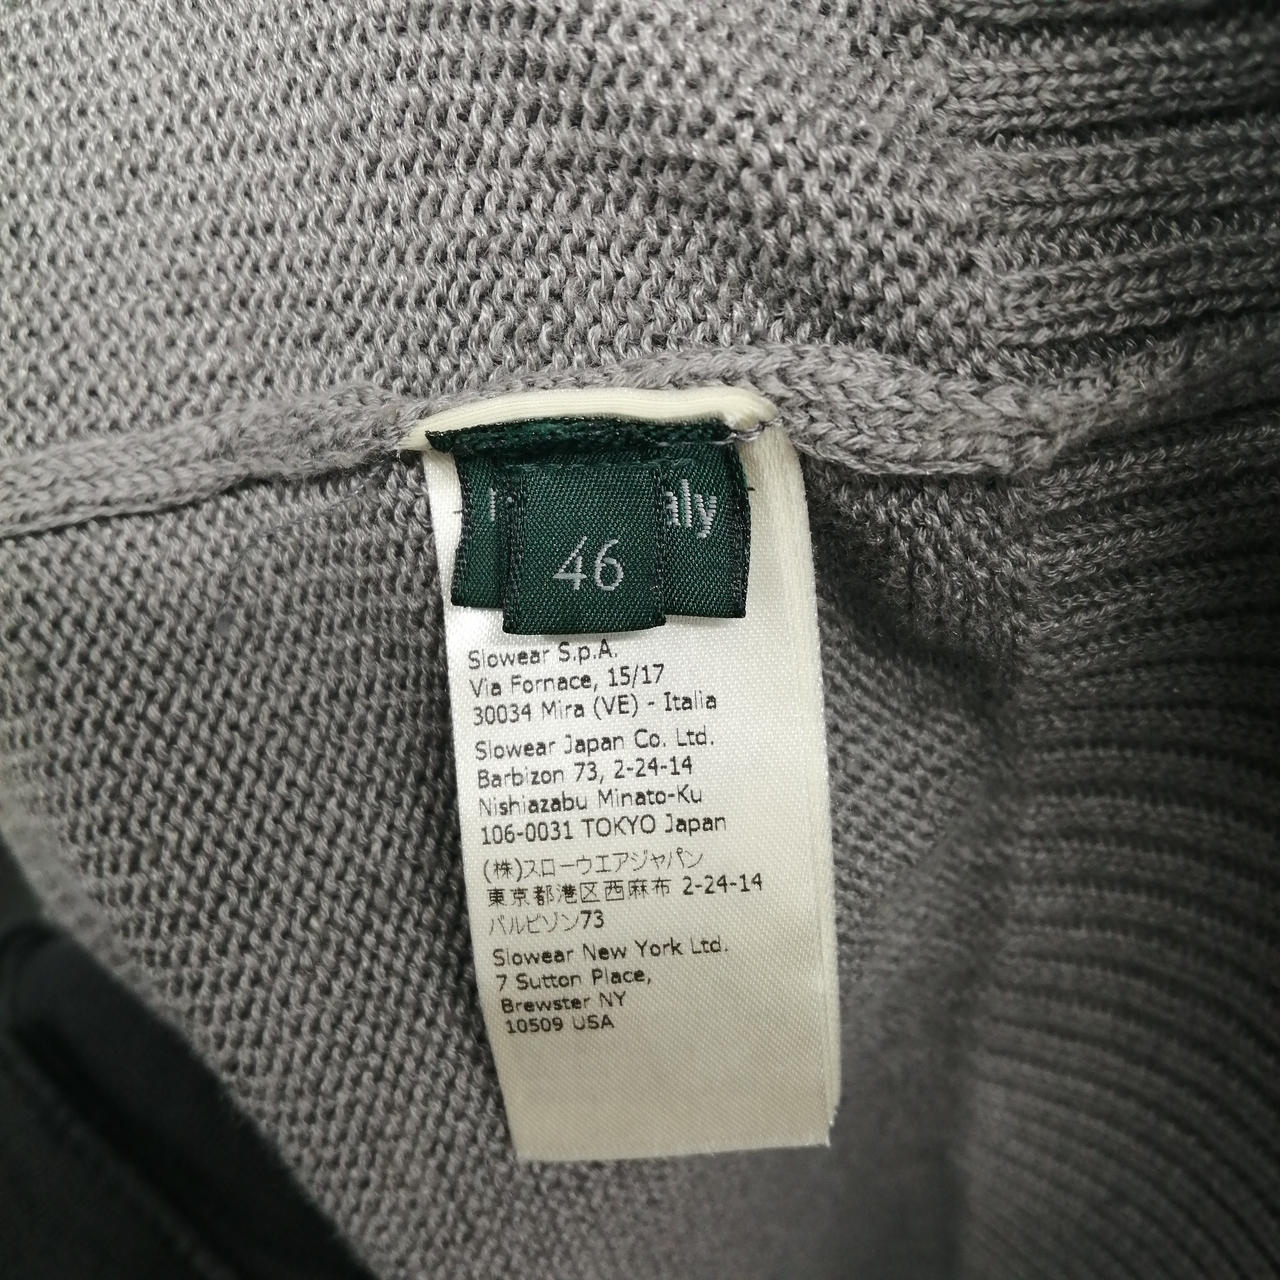 aly
46
Slowear S.p.A.
Via Fornace, 15/17
30034 Mira (VE) - Italia
Slowear Japan Co. Ltd.
Barbizon 73, 2-24-14
Nishiazabu Minato-Ku
106-0031 TOKYO Japan
(株)スローウエアジャパン
東京都港区西麻布 2-24-14
バルビゾン73
Slowear New York Ltd.
7 Sutton Place,
Brewster NY
10509 USA